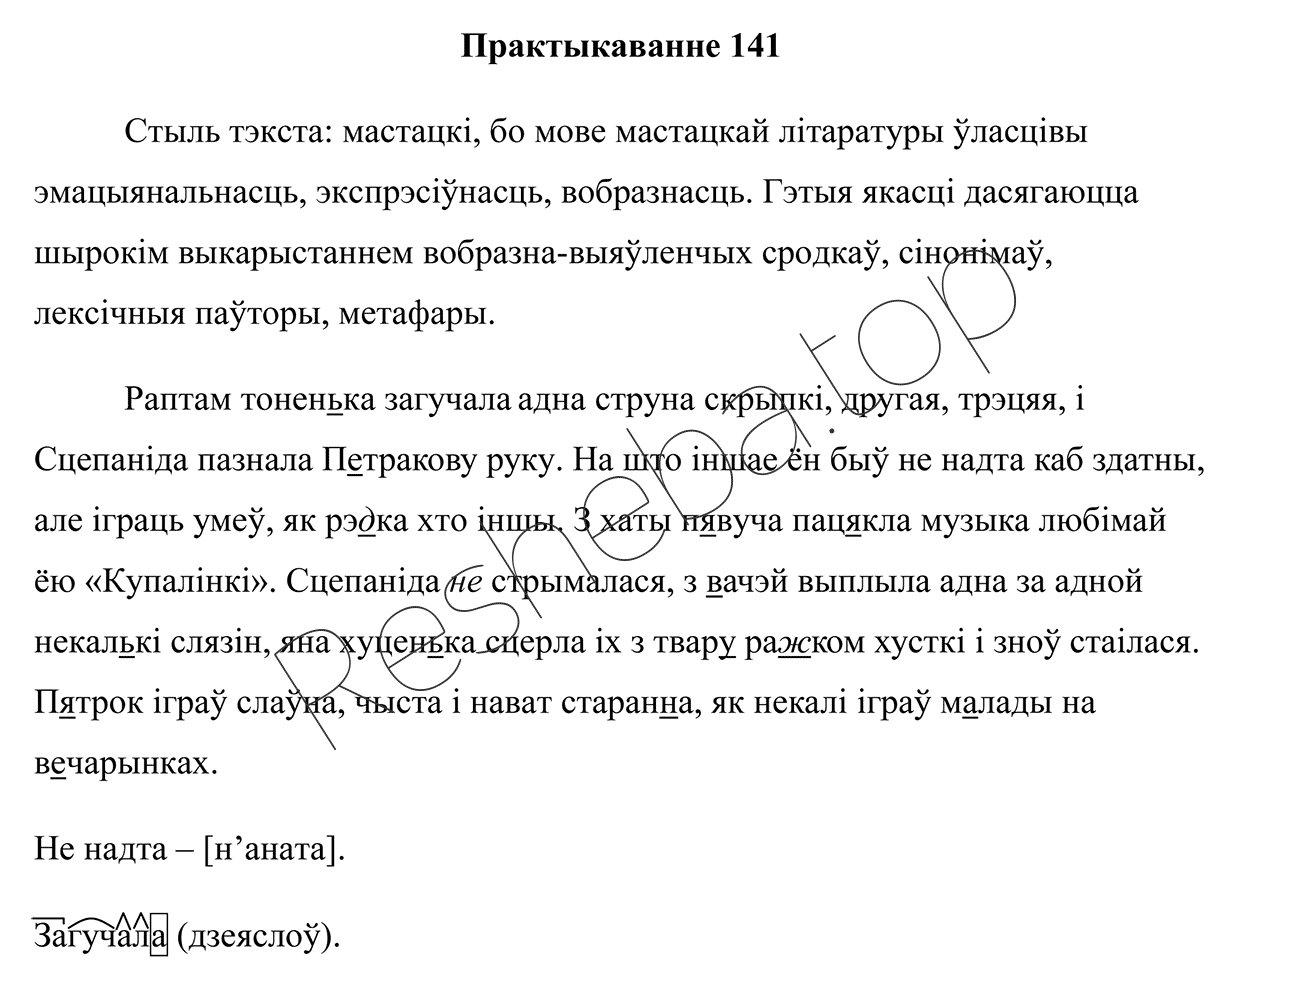 Практыкаванне 141
Стыль тэкста: мастацкі, бо мове мастацкай літаратуры ўласцівы
эмацыянальнасць, экспрэсіўнасць, вобразнасць. Гэтыя якасці дасягаюцца
шырокім выкарыстаннем вобразна-выяўленчых сродкаў, сінонімаў,
лексічныя паўторы, метафары.
Раптам тоненька загучала адна струна скрыпкі, другая, трэцяя, і
Сцепаніда пазнала Петракову руку. На што іншае ён быў не надта каб здатны,
але іграць умеў, як рэдка хто іншы. З хаты пявуча пацякла музыка любімай
ёю «Купалінкі». Сцепаніда не стрымалася, з вачэй выплыла адна за адной
некалькі слязін, яна хуценька сцерла іх з твару ражком хусткі і зноў стаілася.
Пятрок іграў слаўна, чыста і нават старанна, як некалі іграў малады на
вечарынках.
Не надта – [н’аната].
Загучала (дзеяслоў).
Resheba.top